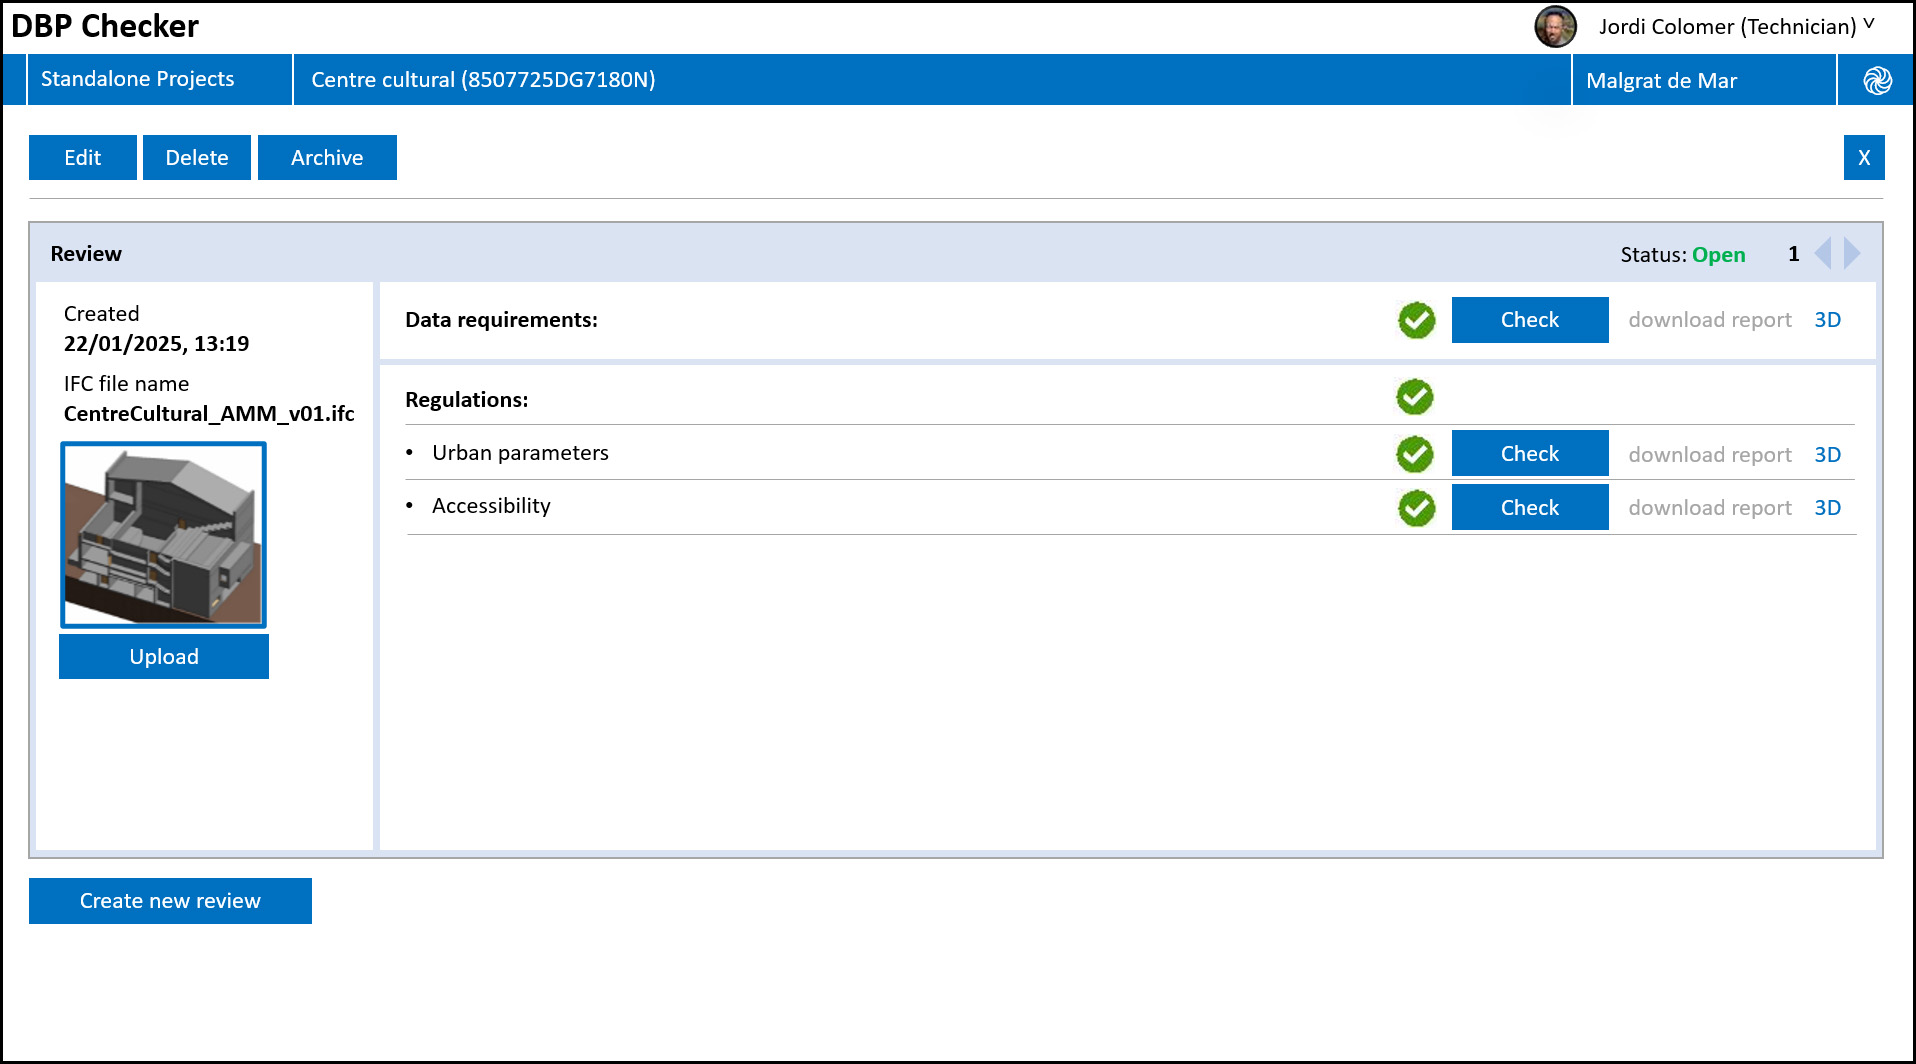 DBP Checker
Jordi Colomer (Technician) ˅
Standalone Projects
Centre cultural (8507725DG7180N)
Malgrat de Mar
Edit
Delete
Archive
X
Review
Status: Open
1
Created
22/01/2025, 13:19
IFC file name
CentreCultural_AMM_v01.ifc
Upload
Data requirements:
Check
download report
3D
Regulations:
• Urban parameters
Check
download report
3D
• Accessibility
Check
download report
3D
Create new review